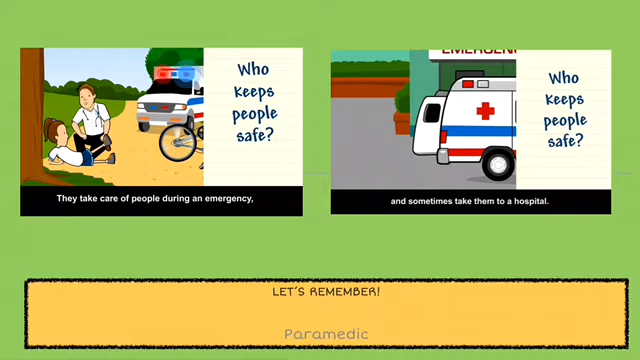 Who
keeps
people
safe?
They take care of people during an emergency,
Who
keeps
people
safe?
and sometimes take them to a hospital.
LET'S REMEMBER!
Paramedic